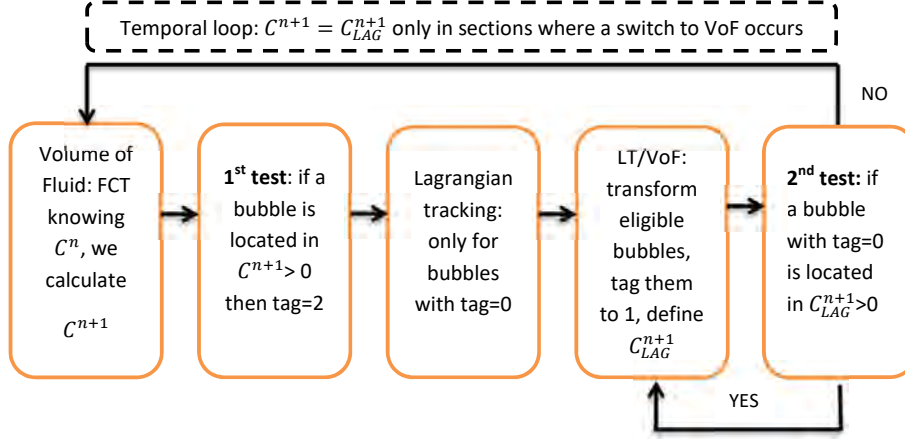 Temporal loop: C^{n+1} = C_{LAG}^{n+1} only in sections where a switch to VoF occurs
NO
Volume of
Fluid: FCT
knowing
C^n, we
calculate
C^{n+1}
1st test: if a
bubble is
located in
C^{n+1}> 0
then tag=2
Lagrangian
tracking:
only for
bubbles
with tag=0
LT/VoF:
transform
eligible
bubbles,
tag them
to 1, define
C_{LAG}^{n+1}
2nd test: if
a bubble
with tag=0
is located
in C_{LAG}^{n+1}>0
YES